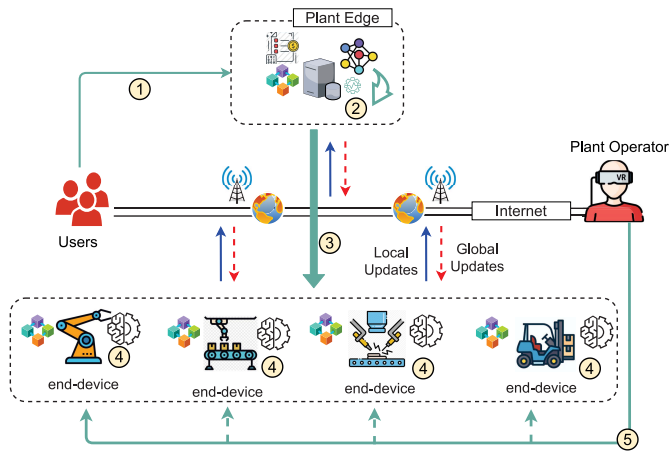 Plant Edge
1
2
Plant Operator
VR
Internet
Users
3
Local
Updates
Global
Updates
4
4
4
4
end-device
end-device
end-device
end-device
5